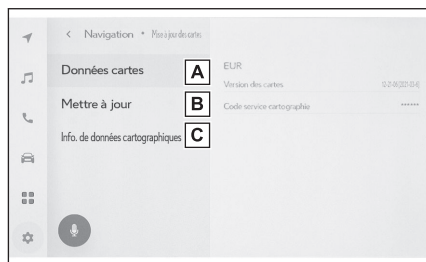 < Navigation • Mise à jour des cartes
Données cartes A
Mettre à jour B
Info. de données cartographiques C
EUR
Version des cartes
Code service cartographie ******